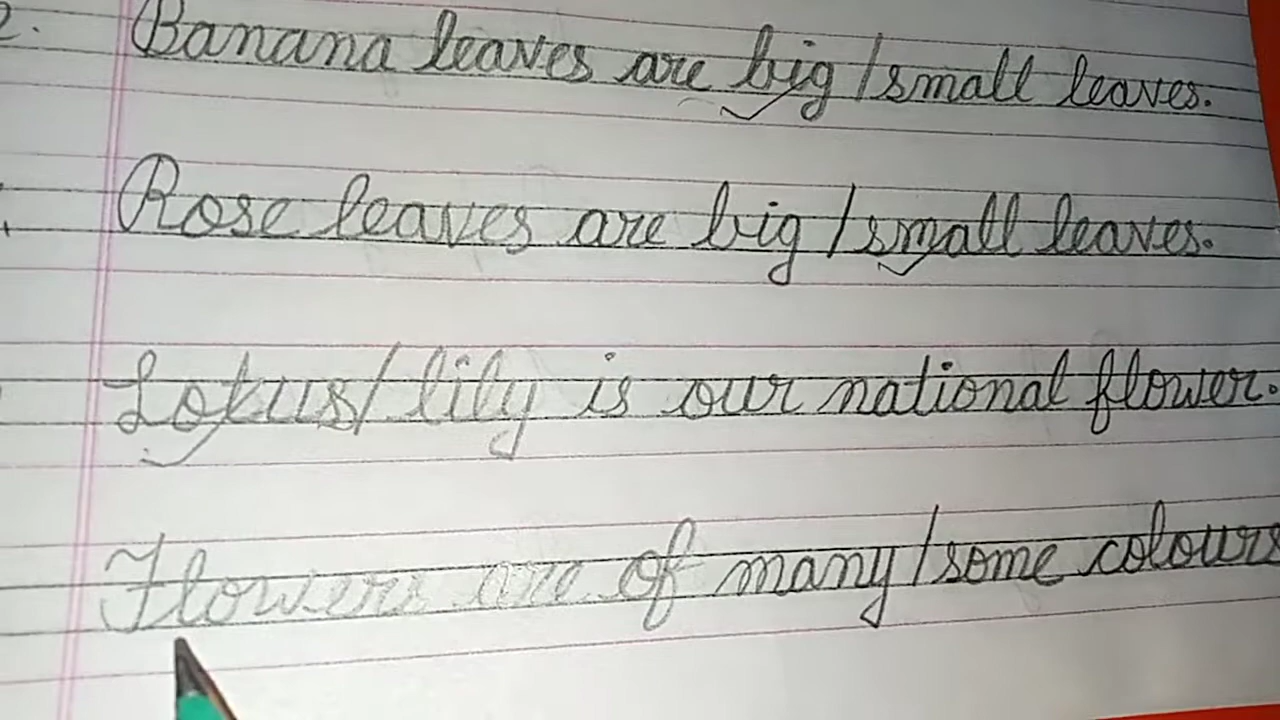 2. Banana leaves are big/small leaves.
Rose leaves are big/small leaves.
Lotus/lily is our national flower.
Flowers are of many/some colours